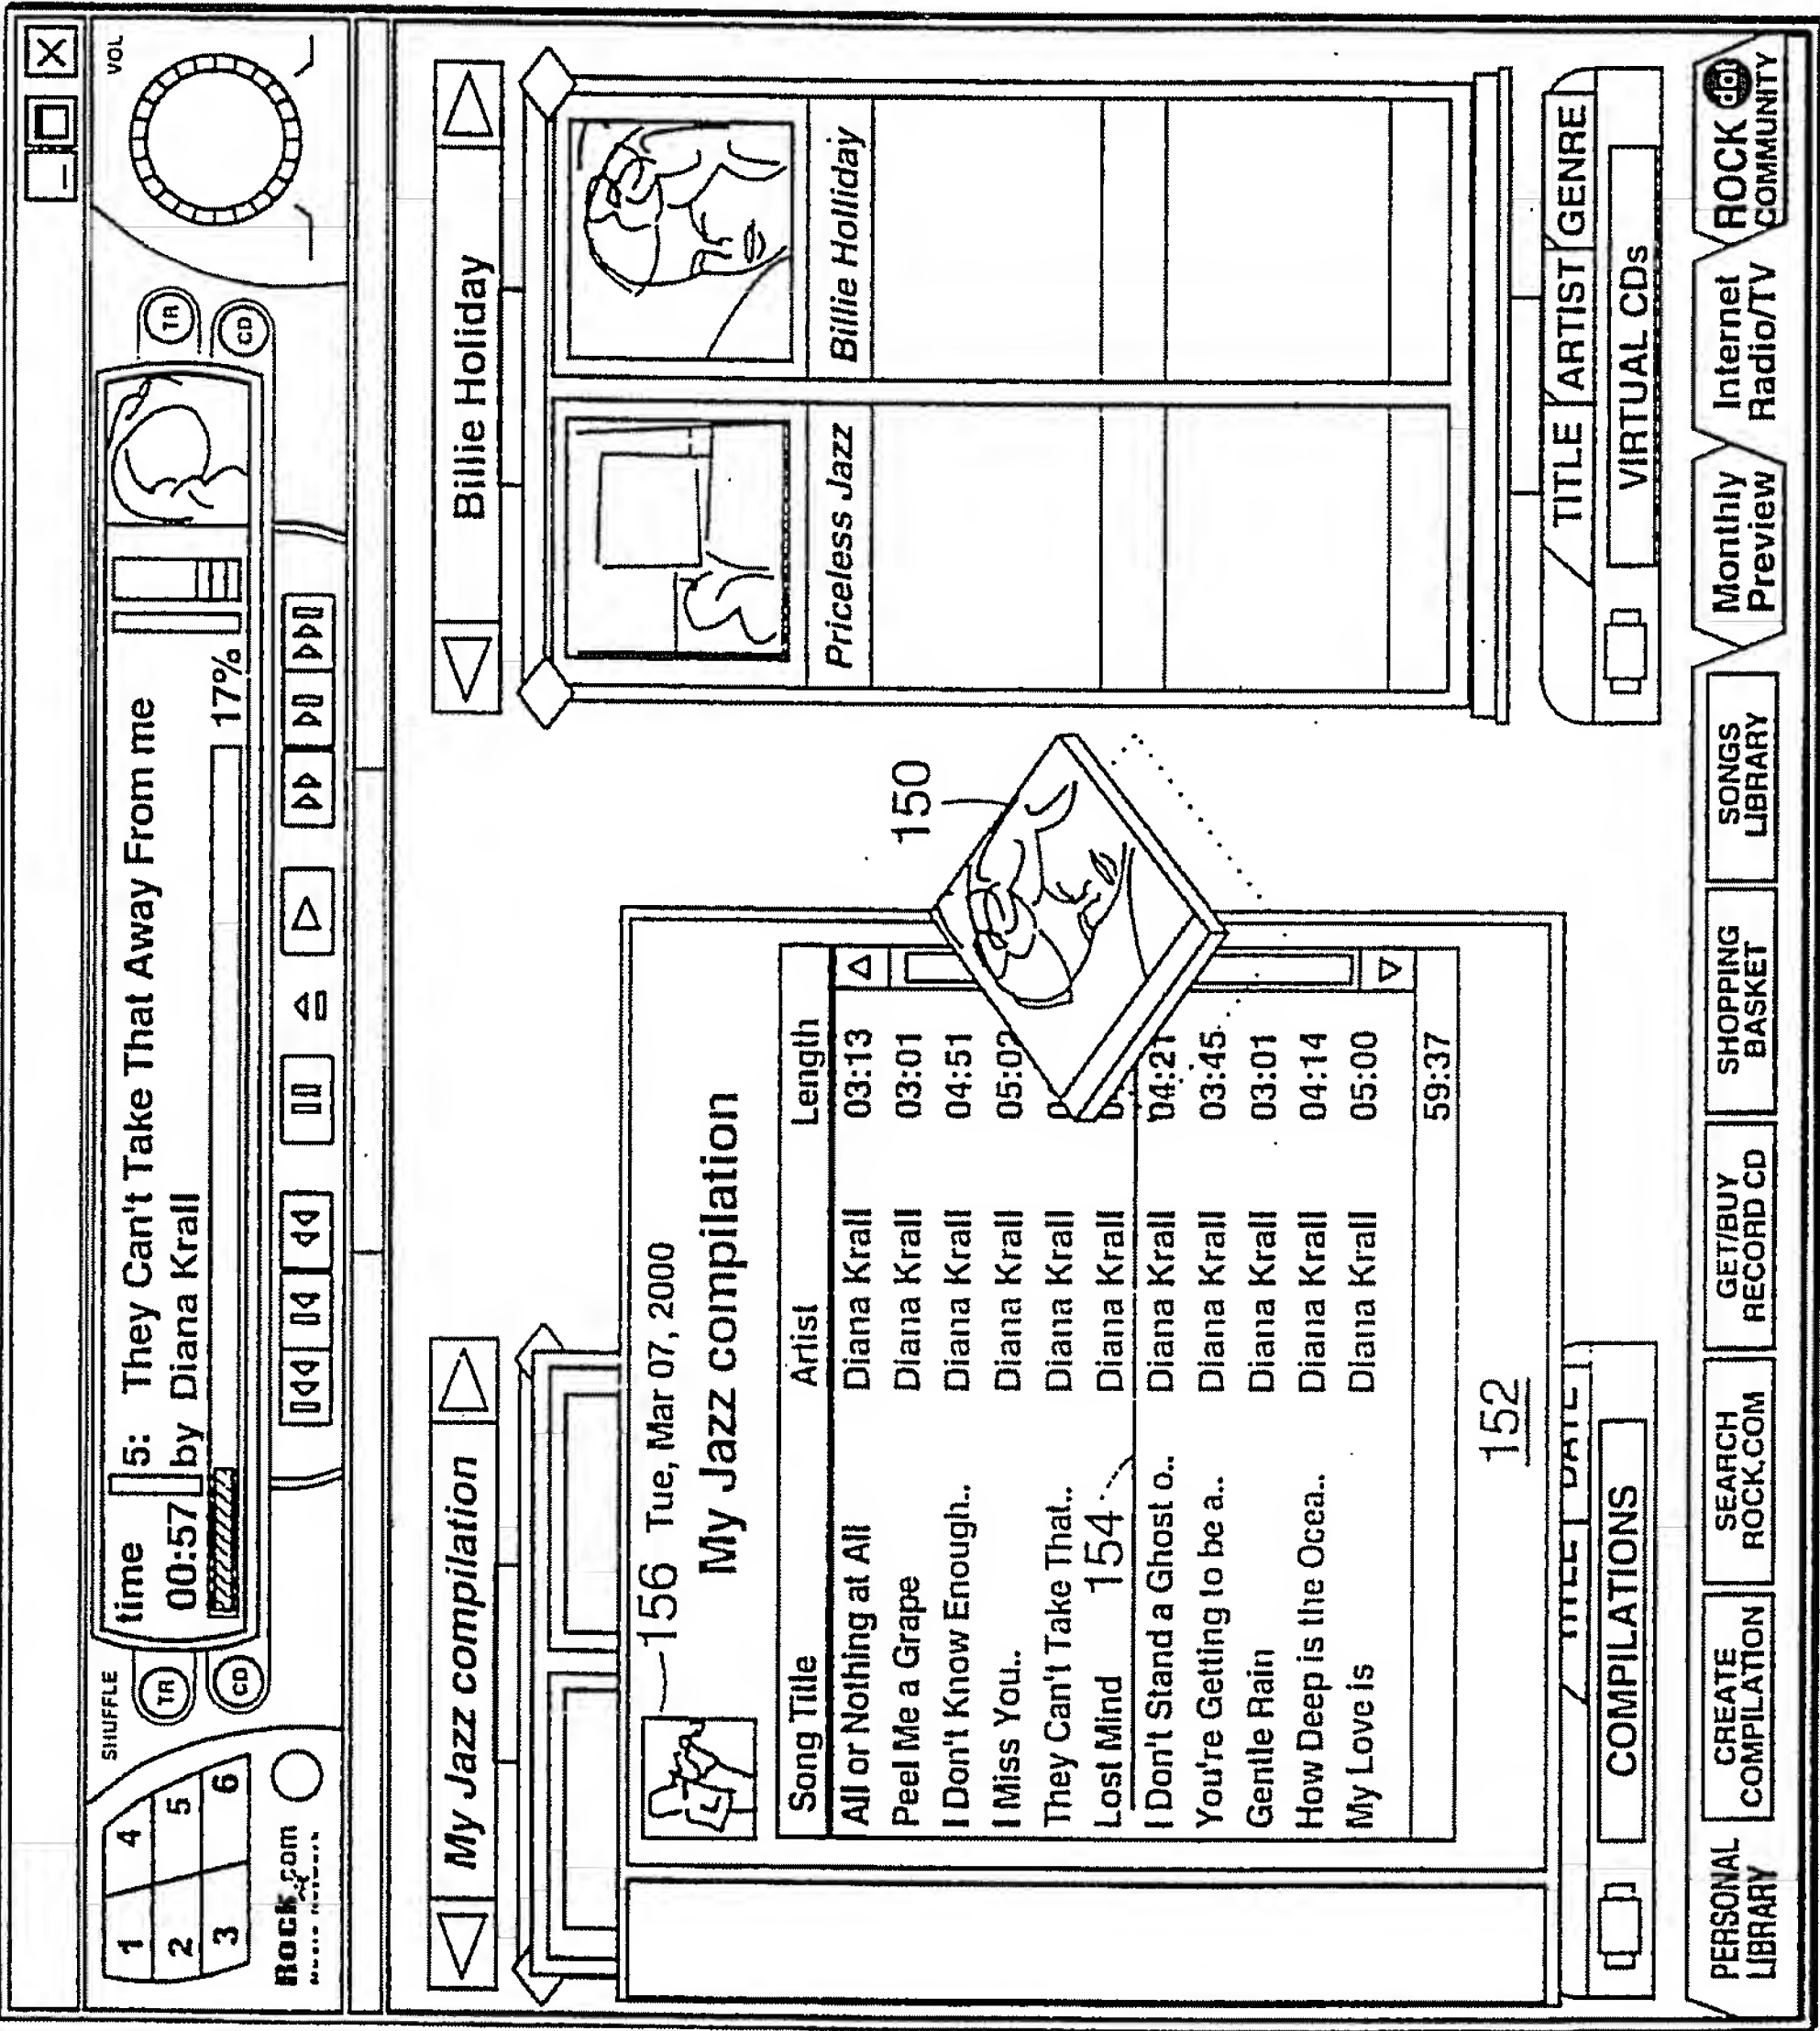 VOL
SHUFFLE
TR
CD
time
00:57
5: They Can't Take That Away From me
by Diana Krall
17%
TR
CD
1 4
2 5
3 6
Rock.com
My Jazz compilation
Billie Holiday
156
Tue, Mar 07, 2000
My Jazz compilation
Song Title Artist Length
All or Nothing at All Diana Krall 03:13
Peel Me a Grape Diana Krall 03:01
I Don't Know Enough.. Diana Krall 04:51
I Miss You.. Diana Krall 05:02
They Can't Take That.. Diana Krall
Lost Mind Diana Krall
154
I Don't Stand a Ghost o.. Diana Krall 04:21
You're Getting to be a.. Diana Krall 03:45
Gentle Rain Diana Krall 03:01
How Deep is the Ocea.. Diana Krall 04:14
My Love is Diana Krall 05:00
59:37
152
150
Priceless Jazz
Billie Holliday
TITLE DATE
COMPILATIONS
TITLE ARTIST GENRE
VIRTUAL CDs
PERSONAL
LIBRARY
CREATE
COMPILATION
SEARCH
ROCK.COM
GET/BUY
RECORD CD
SHOPPING
BASKET
SONGS
LIBRARY
Monthly
Preview
Internet
Radio/TV
ROCK
COMMUNITY